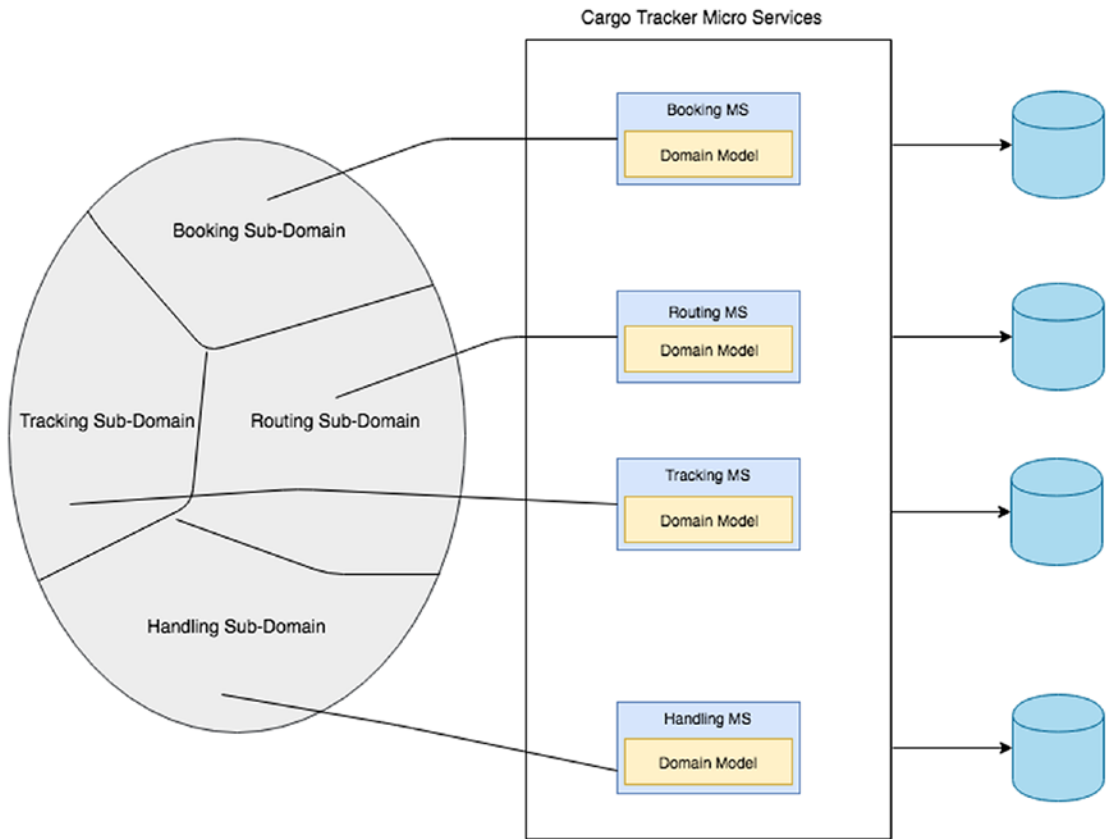 Cargo Tracker Micro Services
Booking MS
Domain Model
Booking Sub-Domain
Routing MS
Domain Model
Tracking Sub-Domain
Routing Sub-Domain
Tracking MS
Domain Model
Handling Sub-Domain
Handling MS
Domain Model